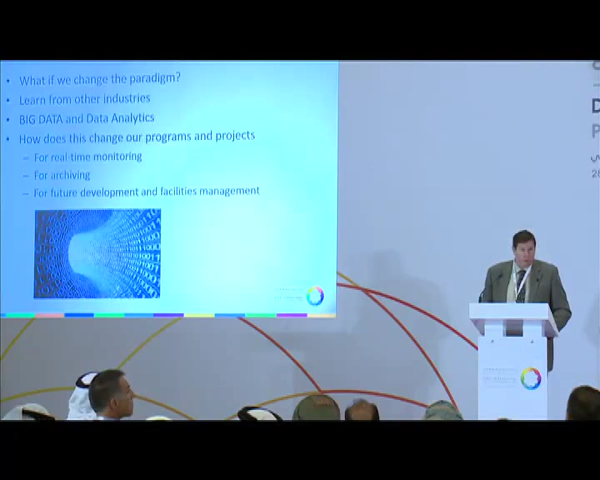 • What if we change the paradigm?
• Learn from other industries
• BIG DATA and Data Analytics
• How does this change our programs and projects
– For real time monitoring
– For archiving
– For future development and facilities management